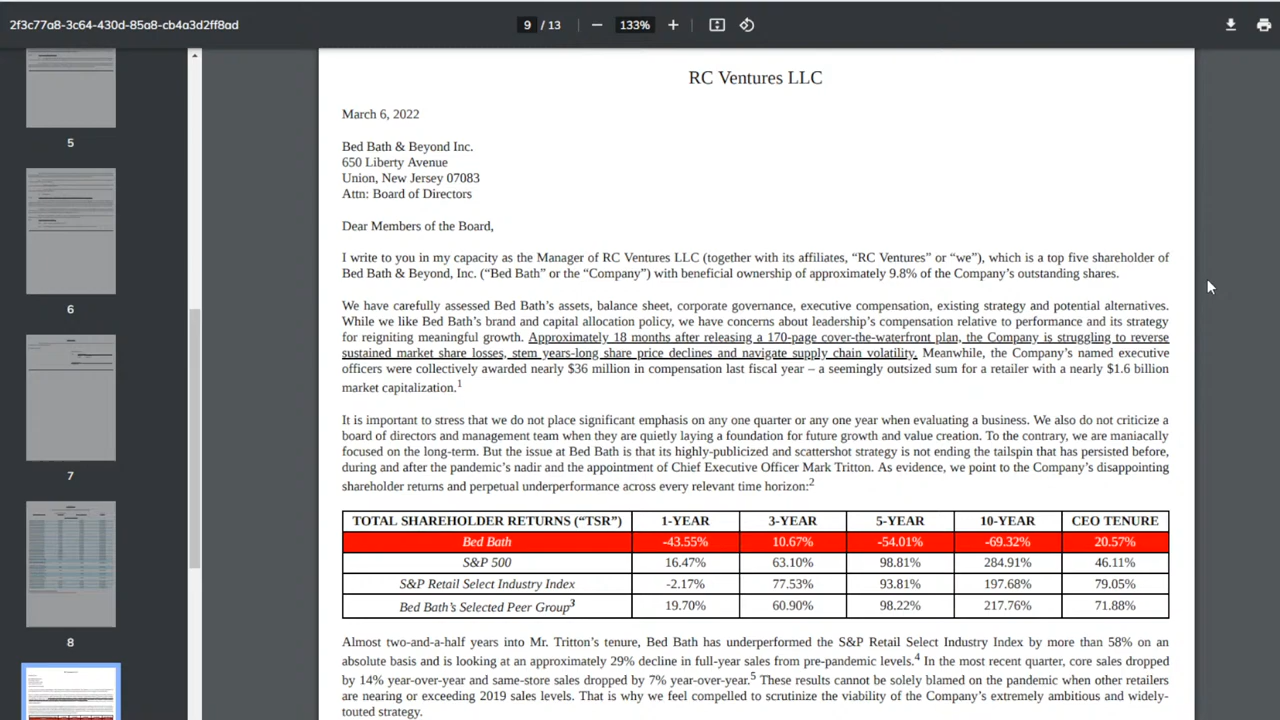 2f3c77a8-3c64-430d-85a8-cb4a3d2ff8ad
9 / 13
133%
5
6
7
8
RC Ventures LLC
March 6, 2022
Bed Bath & Beyond Inc.
650 Liberty Avenue
Union, New Jersey 07083
Attn: Board of Directors
Dear Members of the Board,
I write to you in my capacity as the Manager of RC Ventures LLC (together with its affiliates, “RC Ventures” or “we”), which is a top five shareholder of
Bed Bath & Beyond, Inc. (“Bed Bath” or the “Company”) with beneficial ownership of approximately 9.8% of the Company’s outstanding shares.
We have carefully assessed Bed Bath’s assets, balance sheet, corporate governance, executive compensation, existing strategy and potential alternatives.
While we like Bed Bath’s brand and capital allocation policy, we have concerns about leadership’s compensation relative to performance and its strategy
for reigniting meaningful growth. Approximately 18 months after releasing a 170-page cover-the-waterfront plan, the Company is struggling to reverse
sustained market share losses, stem years-long share price declines and navigate supply chain volatility. Meanwhile, the Company’s named executive
officers were collectively awarded nearly $36 million in compensation last fiscal year – a seemingly outsized sum for a retailer with a nearly $1.6 billion
market capitalization.1
It is important to stress that we do not place significant emphasis on any one quarter or any one year when evaluating a business. We also do not criticize a
board of directors and management team when they are quietly laying a foundation for future growth and value creation. To the contrary, we are maniacally
focused on the long-term. But the issue at Bed Bath is that its highly-publicized and scattershot strategy is not ending the tailspin that has persisted before,
during and after the pandemic’s nadir and the appointment of Chief Executive Officer Mark Tritton. As evidence, we point to the Company’s disappointing
shareholder returns and perpetual underperformance across every relevant time horizon:2
TOTAL SHAREHOLDER RETURNS (“TSR”) 1-YEAR 3-YEAR 5-YEAR 10-YEAR CEO TENURE
Bed Bath -43.55% 10.67% -54.01% -69.32% 20.57%
S&P 500 16.47% 63.10% 98.81% 284.91% 46.11%
S&P Retail Select Industry Index -2.17% 77.53% 93.81% 197.68% 79.05%
Bed Bath’s Selected Peer Group3 19.70% 60.90% 98.22% 217.76% 71.88%
Almost two-and-a-half years into Mr. Tritton’s tenure, Bed Bath has underperformed the S&P Retail Select Industry Index by more than 58% on an
absolute basis and is looking at an approximately 29% decline in full-year sales from pre-pandemic levels.4 In the most recent quarter, core sales dropped
by 14% year-over-year and same-store sales dropped by 7% year-over-year.5 These results cannot be solely blamed on the pandemic when other retailers
are nearing or exceeding 2019 sales levels. That is why we feel compelled to scrutinize the viability of the Company’s extremely ambitious and widely-
touted strategy.